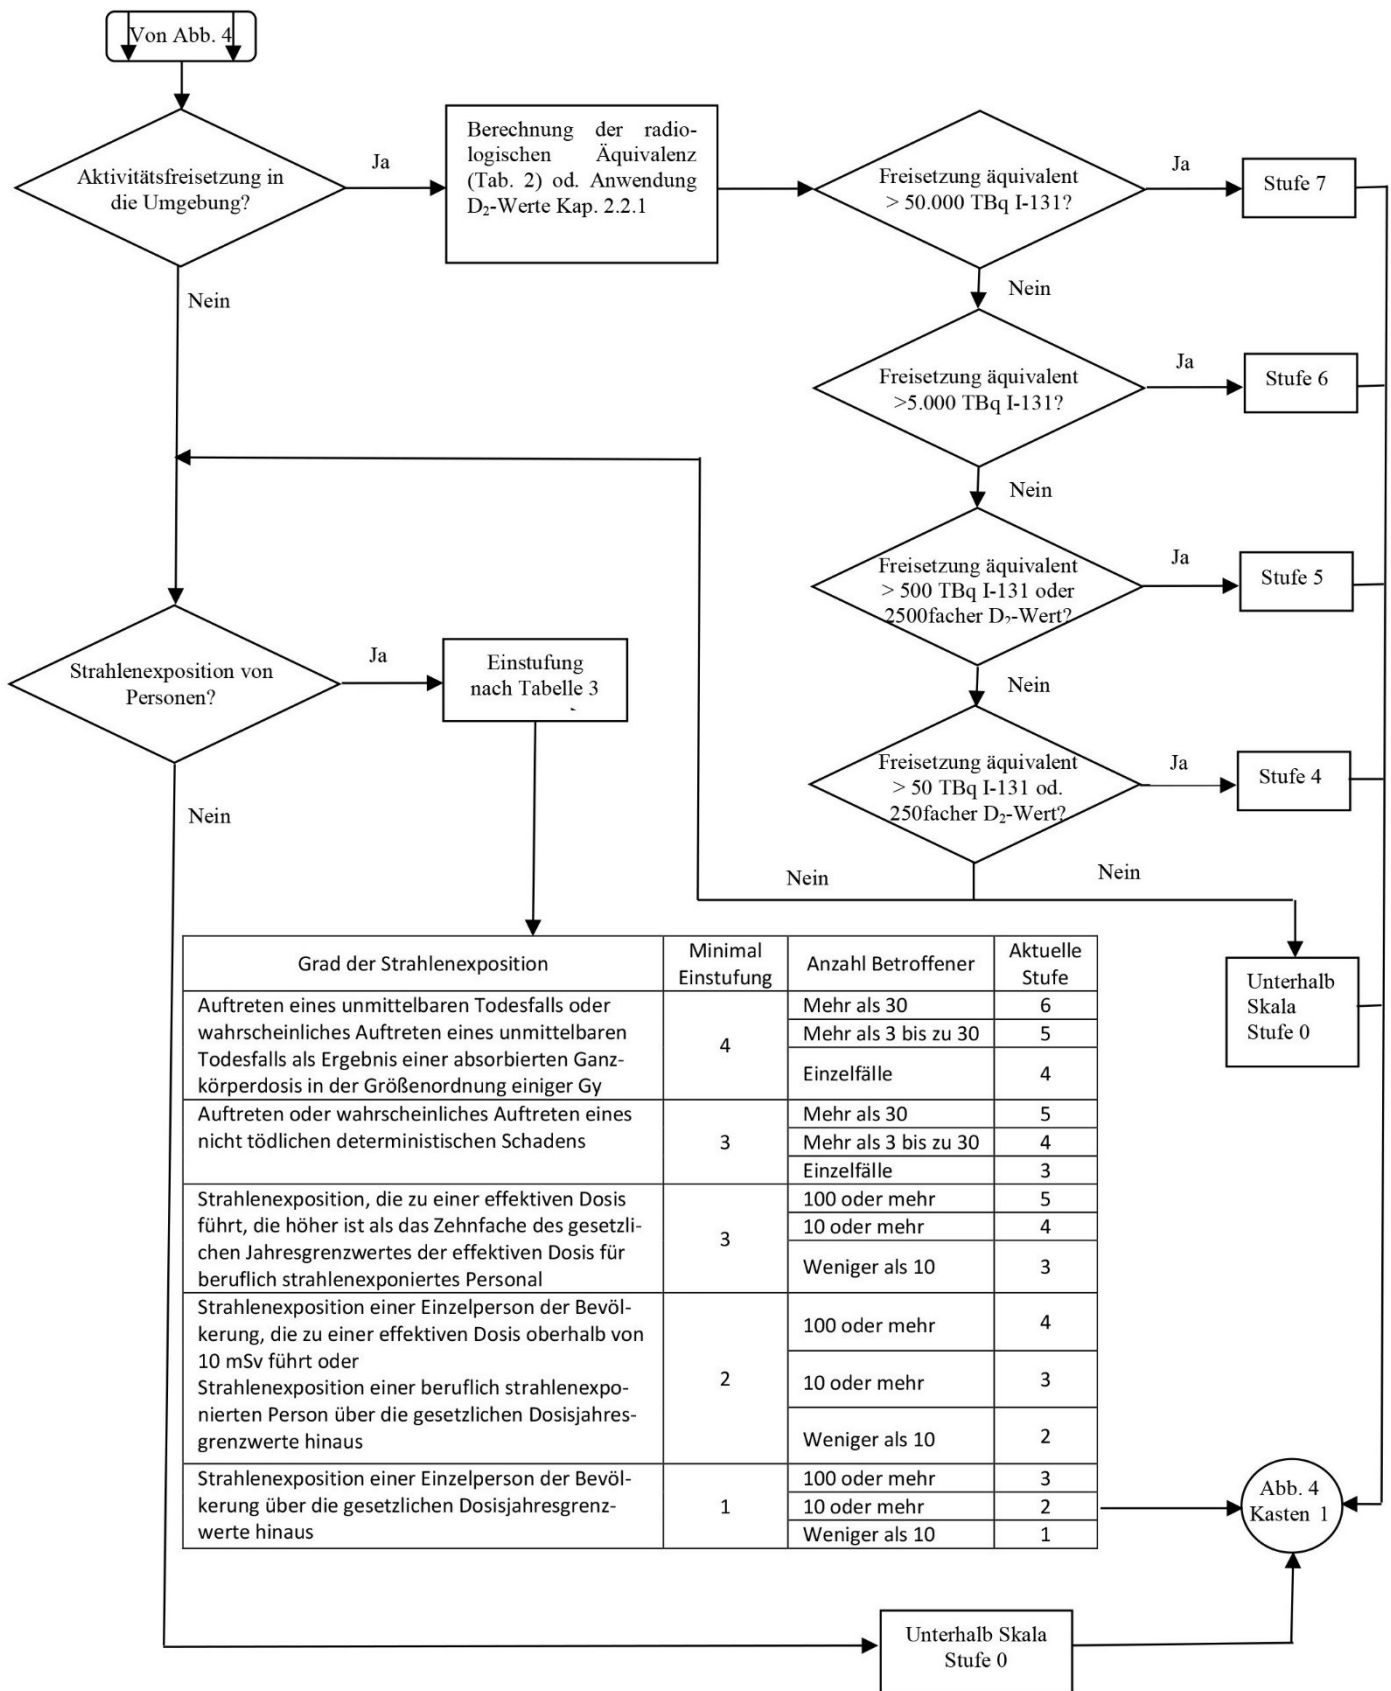 Von Abb. 4
Aktivitätsfreisetzung in
die Umgebung?
Ja
Nein
Berechnung der radio-
logischen Äquivalenz
(Tab. 2) od. Anwendung
D₂-Werte Kap. 2.2.1
Freisetzung äquivalent
> 50.000 TBq I-131?
Ja
Stufe 7
Nein
Freisetzung äquivalent
>5.000 TBq I-131?
Ja
Stufe 6
Nein
Freisetzung äquivalent
> 500 TBq I-131 oder
2500facher D₂-Wert?
Ja
Stufe 5
Nein
Freisetzung äquivalent
> 50 TBq I-131 od.
250facher D₂-Wert?
Ja
Stufe 4
Nein
Nein
Unterhalb
Skala
Stufe 0
Strahlenexposition von
Personen?
Ja
Einstufung
nach Tabelle 3
Nein
Grad der Strahlenexposition
Minimal
Einstufung
Anzahl Betroffener
Aktuelle
Stufe
Auftreten eines unmittelbaren Todesfalls oder
wahrscheinliches Auftreten eines unmittelbaren
Todesfalls als Ergebnis einer absorbierten Ganz-
körperdosis in der Größenordnung einiger Gy
4
Mehr als 30
6
Mehr als 3 bis zu 30
5
Einzelfälle
4
Auftreten oder wahrscheinliches Auftreten eines
nicht tödlichen deterministischen Schadens
3
Mehr als 30
5
Mehr als 3 bis zu 30
4
Einzelfälle
3
Strahlenexposition, die zu einer effektiven Dosis
führt, die höher ist als das Zehnfache des gesetzli-
chen Jahresgrenzwertes der effektiven Dosis für
beruflich strahlenexponiertes Personal
3
100 oder mehr
5
10 oder mehr
4
Weniger als 10
3
Strahlenexposition einer Einzelperson der Bevöl-
kerung, die zu einer effektiven Dosis oberhalb von
10 mSv führt oder
Strahlenexposition einer beruflich strahlenexpo-
nierten Person über die gesetzlichen Dosisjahres-
grenzwerte hinaus
2
100 oder mehr
4
10 oder mehr
3
Weniger als 10
2
Strahlenexposition einer Einzelperson der Bevöl-
kerung über die gesetzlichen Dosisjahresgrenz-
werte hinaus
1
100 oder mehr
3
10 oder mehr
2
Weniger als 10
1
Abb. 4
Kasten 1
Unterhalb Skala
Stufe 0